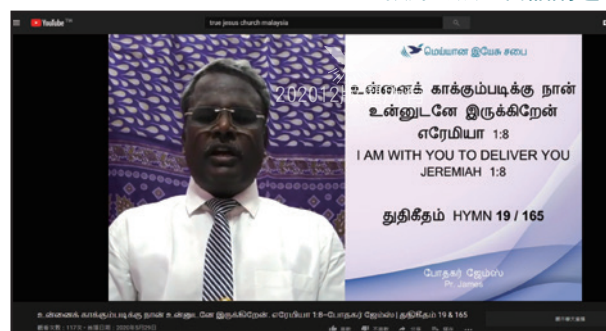 YouTube TW
true jesus church malaysia
மெய்யான இயேசு சபை
உன்னைக் காக்கும்படிக்கு நான்
உன்னுடனே இருக்கிறேன்
எரேமியா 1:8
I AM WITH YOU TO DELIVER YOU
JEREMIAH 1:8
துதிகீதம் HYMN 19 / 165
போதகர் ஜேம்ஸ்
Pr. James
உன்னைக் காக்கும்படிக்கு நான் உன்னுடனே இருக்கிறேன். எரேமியா 1:8-போதகர் ஜேம்ஸ் | துதிகீதம் 19 & 165